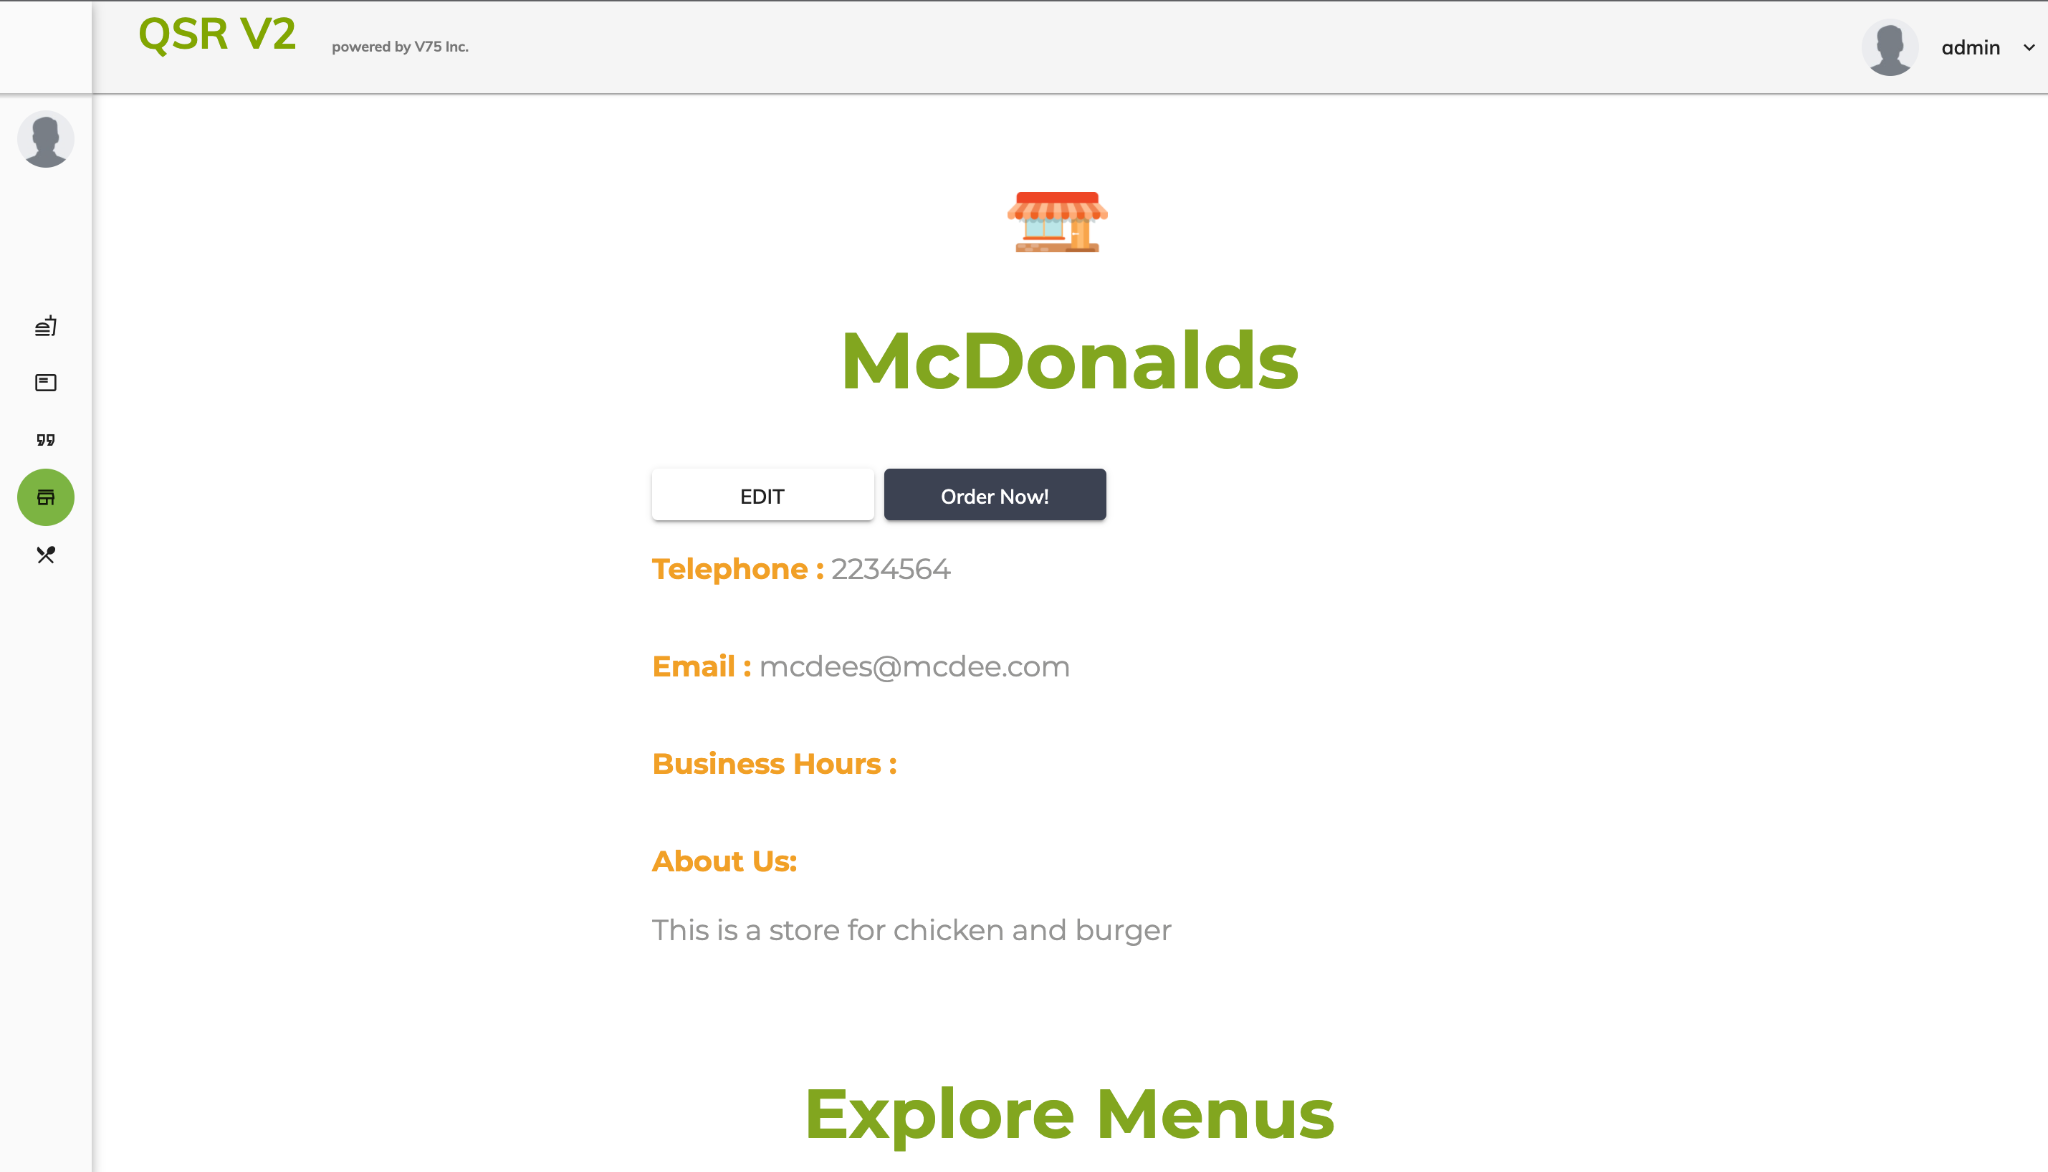 QSR V2
powered by V75 Inc.
admin
McDonalds
EDIT
Order Now!
Telephone : 2234564
Email : mcdees@mcdee.com
Business Hours :
About Us:
This is a store for chicken and burger
Explore Menus